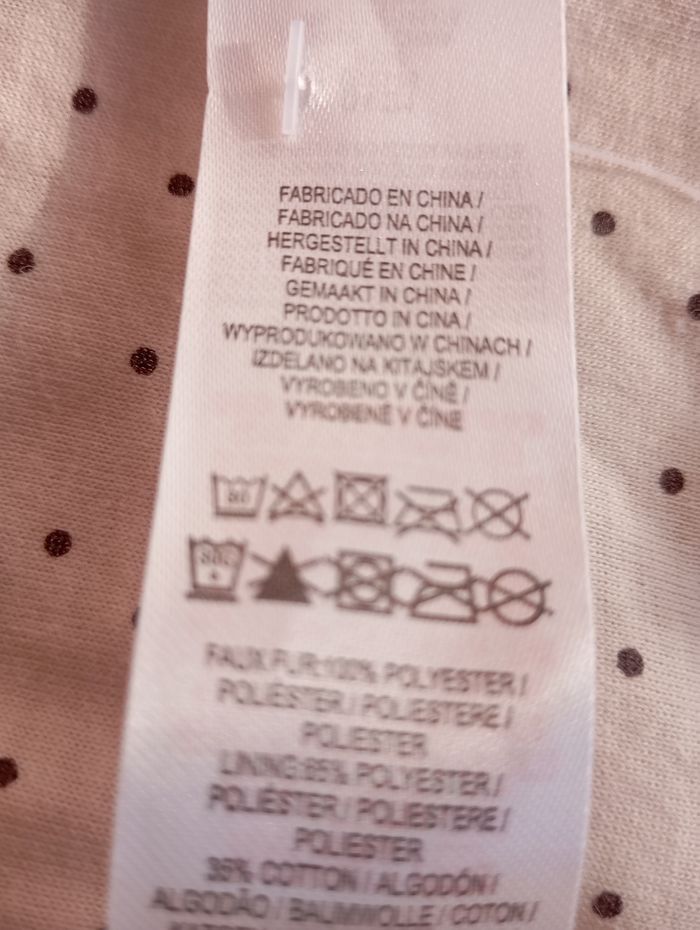 FABRICADO EN CHINA /
FABRICADO NA CHINA /
HERGESTELLT IN CHINA /
FABRIQUÉ EN CHINE /
GEMAAKT IN CHINA /
PRODOTTO IN CINA /
WYPRODUKOWANO W CHINACH /
IZDELANO NA KITAJSKEM /
VYROBENO V ČÍNĚ /
VYROBENÉ V ČÍNE
FAUX FUR:100% POLYESTER /
POLIÉSTER / POLIESTERE /
POLIESTER
LINING:65% POLYESTER /
POLIÉSTER / POLIESTERE /
POLIESTER
35% COTTON / ALGODÓN /
ALGODÃO / BAUMWOLLE / COTON /